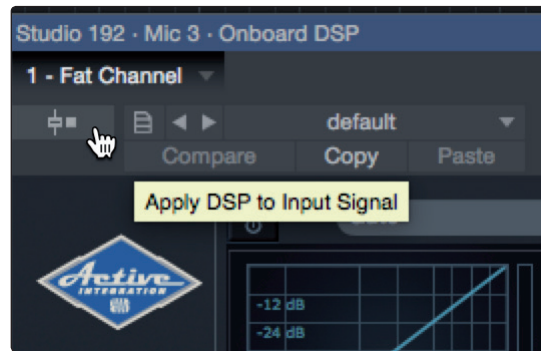 Studio 192 · Mic 3 · Onboard DSP
1 - Fat Channel
default
Compare Copy Paste
Apply DSP to Input Signal
Active
INTEGRATION
-12 dB
-24 dB